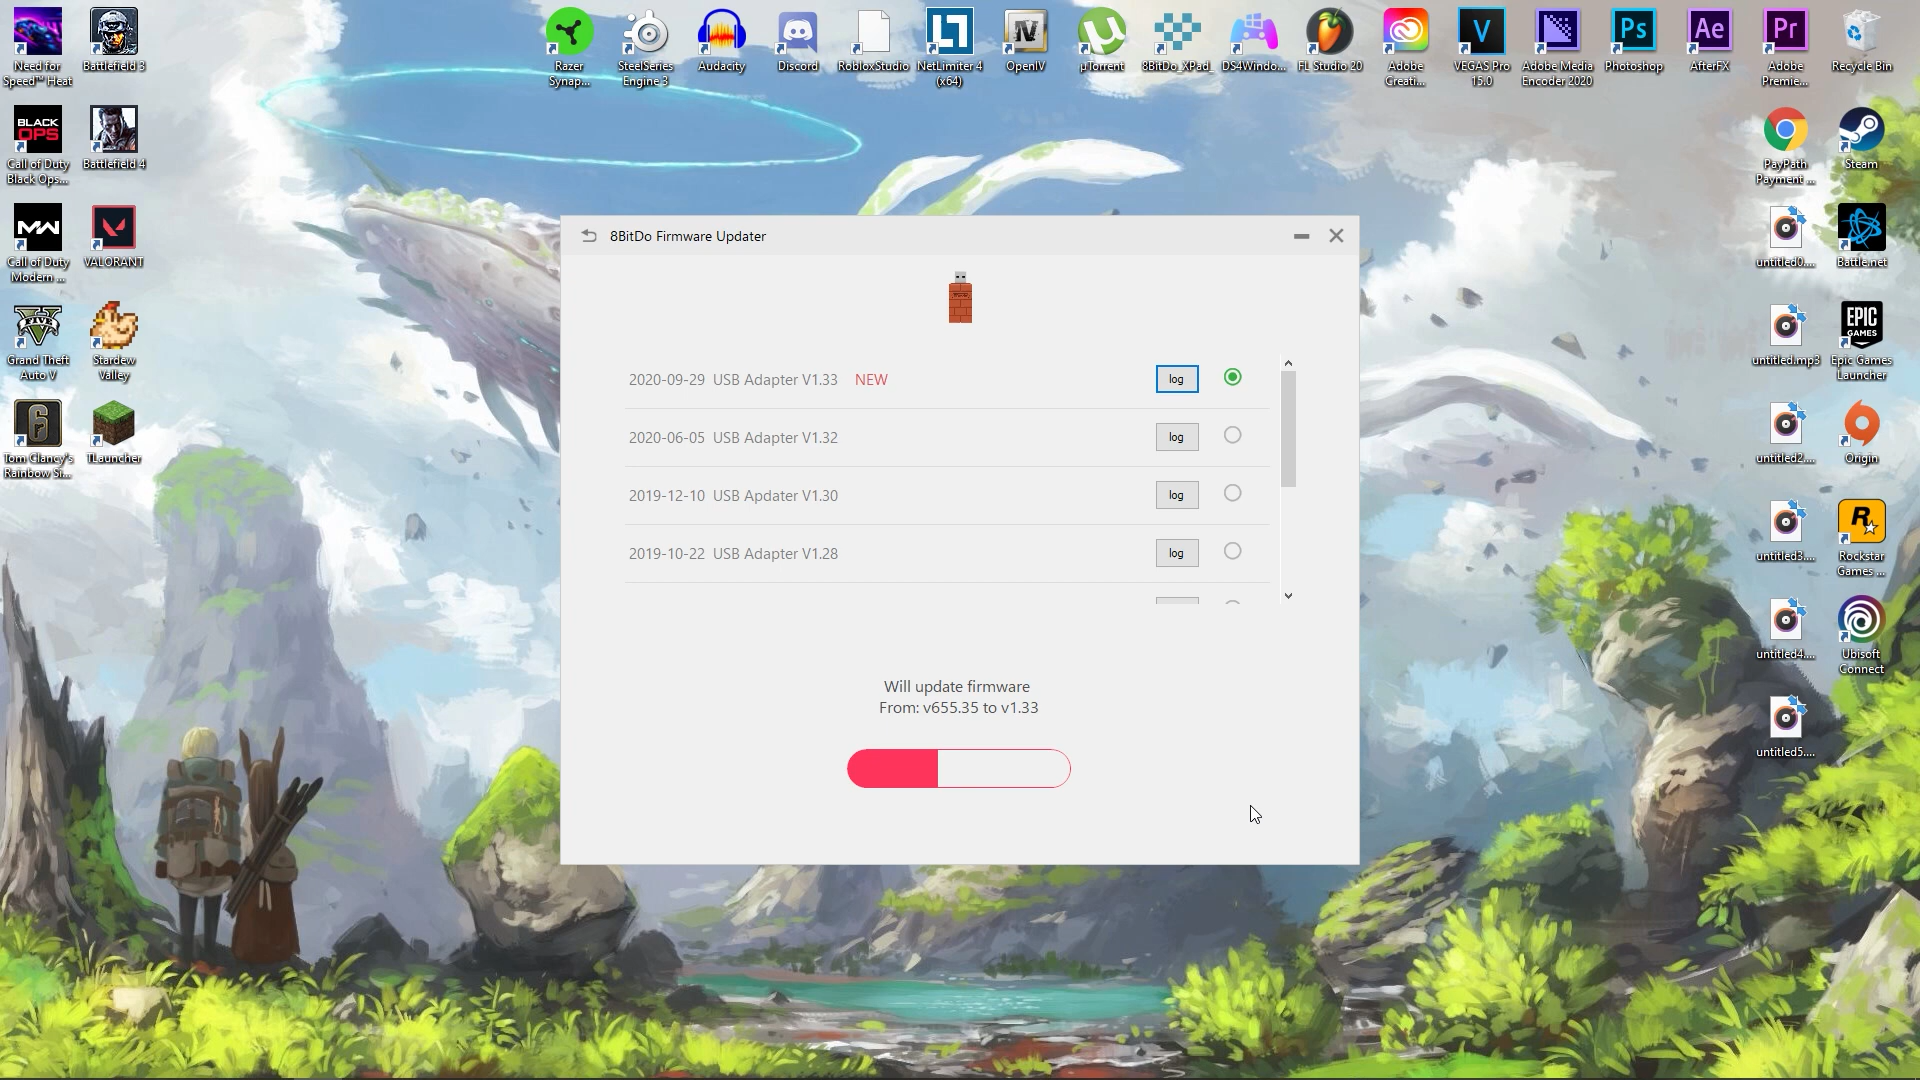 Need for
Speed™ Heat
Battlefield 3
Razer
Synap...
SteelSeries
Engine 3
Audacity
Discord
RobloxStudio
NetLimiter 4
(x64)
OpenIV
µTorrent
8BitDo_XPad_
DS4Windo...
FL Studio 20
Adobe
Creati...
VEGAS Pro
15.0
Adobe Media
Encoder 2020
Photoshop
AfterFX
Adobe
Premie...
Recycle Bin
BLACK
OPS
Call of Duty
Black Ops...
Battlefield 4
PayPath
Payment ...
Steam
MW
Call of Duty
Modern ...
VALORANT
untitled0....
Battle.net
Grand Theft
Auto V
Stardew
Valley
untitled.mp3
EPIC
GAMES
Epic Games
Launcher
Tom Clancy's
Rainbow Si...
TLauncher
untitled2....
Origin
untitled3....
Rockstar
Games ...
untitled4....
Ubisoft
Connect
untitled5....
8BitDo Firmware Updater
2020-09-29 USB Adapter V1.33 NEW log
2020-06-05 USB Adapter V1.32 log
2019-12-10 USB Apdater V1.30 log
2019-10-22 USB Adapter V1.28 log
Will update firmware
From: v655.35 to v1.33